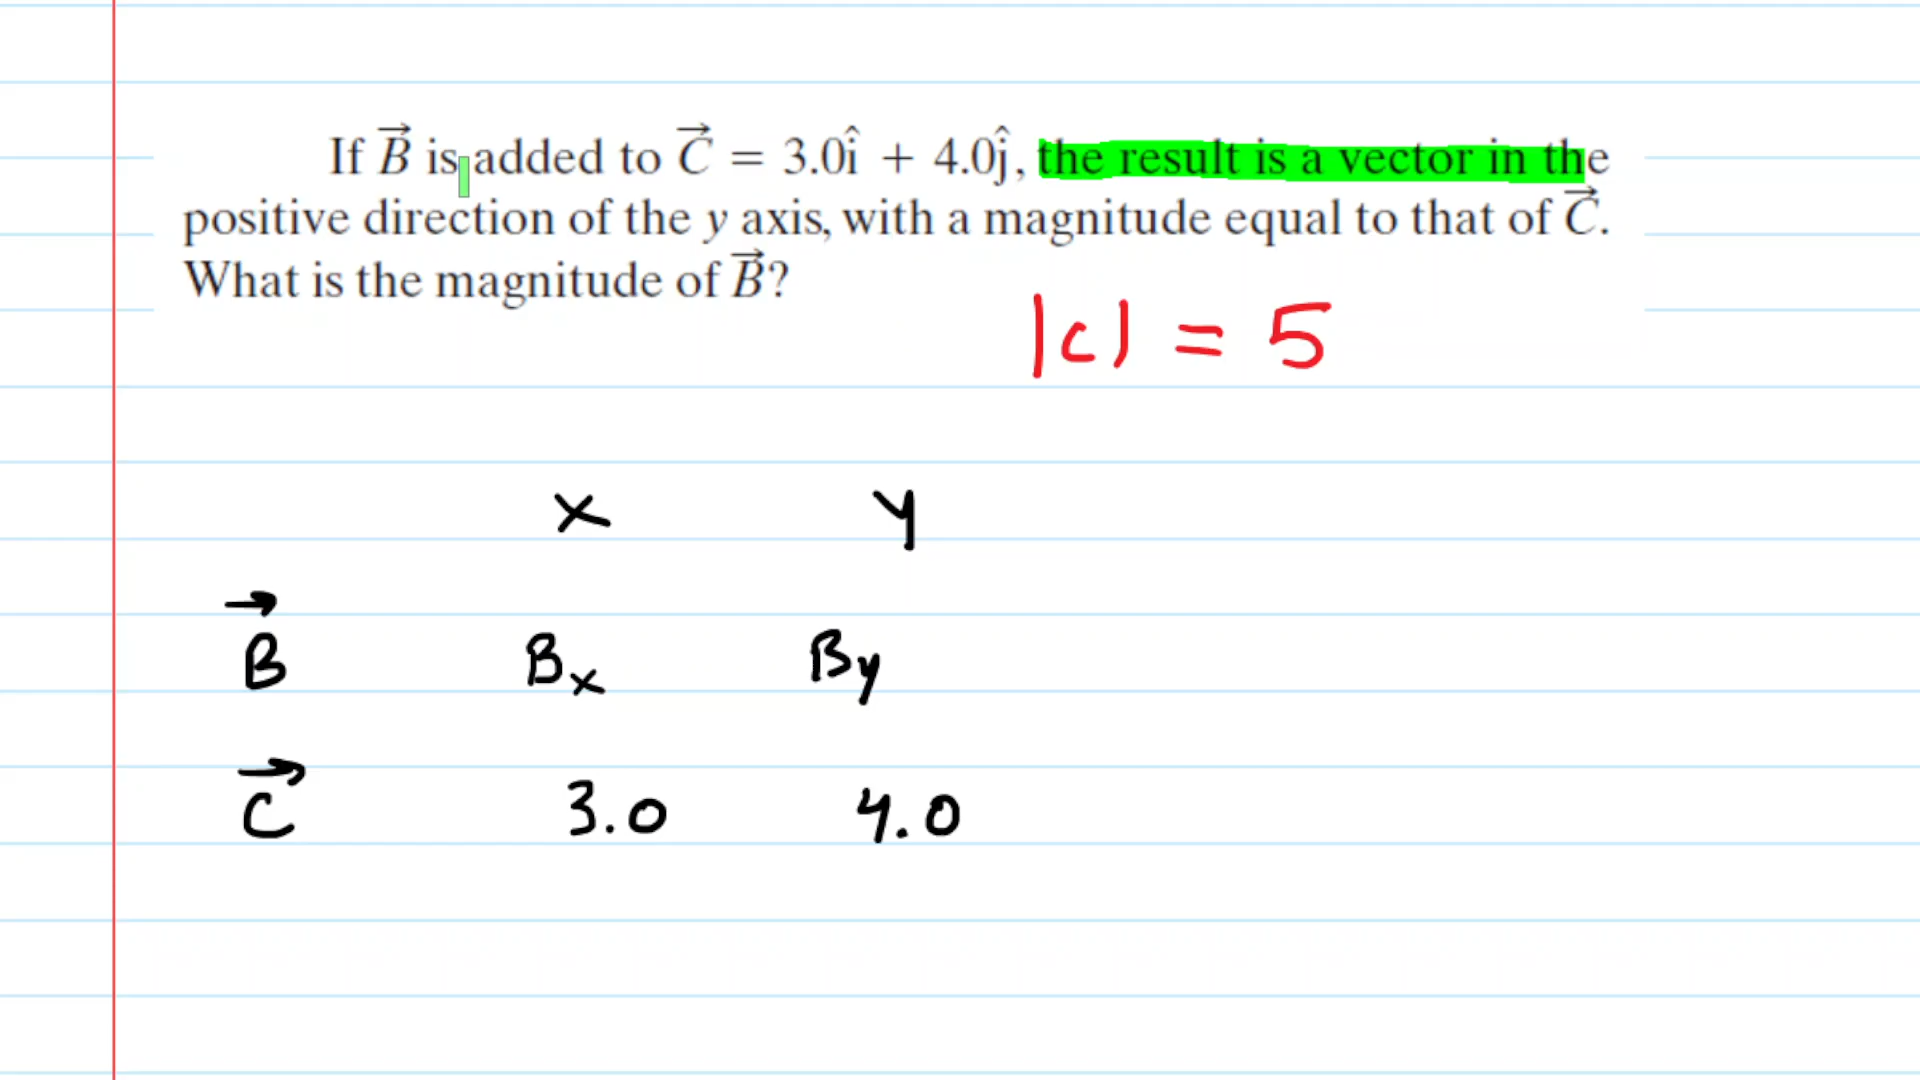 If B⃗ is added to C⃗ = 3.0î + 4.0ĵ, the result is a vector in the
positive direction of the y axis, with a magnitude equal to that of C⃗.
What is the magnitude of B⃗?
|c| = 5
x y
B⃗ Bx By
C⃗ 3.0 4.0